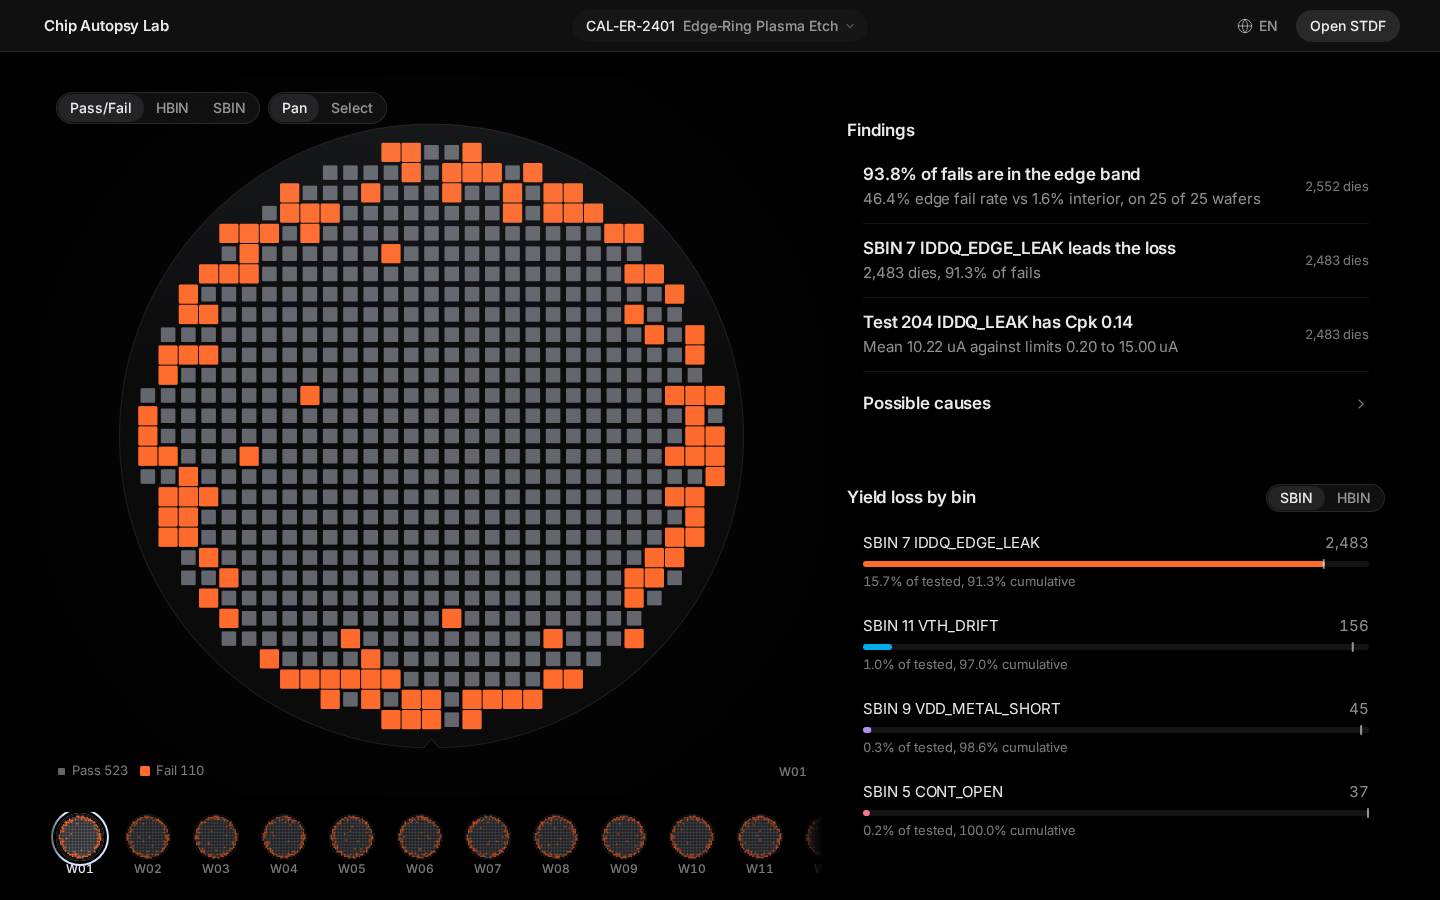 Chip Autopsy Lab
CAL-ER-2401 Edge-Ring Plasma Etch
EN
Open STDF
Pass/Fail HBIN SBIN
Pan Select
Pass 523 Fail 110
W01
W01 W02 W03 W04 W05 W06 W07 W08 W09 W10 W11
Findings
93.8% of fails are in the edge band
46.4% edge fail rate vs 1.6% interior, on 25 of 25 wafers
2,552 dies
SBIN 7 IDDQ_EDGE_LEAK leads the loss
2,483 dies, 91.3% of fails
2,483 dies
Test 204 IDDQ_LEAK has Cpk 0.14
Mean 10.22 uA against limits 0.20 to 15.00 uA
2,483 dies
Possible causes
Yield loss by bin
SBIN HBIN
SBIN 7 IDDQ_EDGE_LEAK 2,483
15.7% of tested, 91.3% cumulative
SBIN 11 VTH_DRIFT 156
1.0% of tested, 97.0% cumulative
SBIN 9 VDD_METAL_SHORT 45
0.3% of tested, 98.6% cumulative
SBIN 5 CONT_OPEN 37
0.2% of tested, 100.0% cumulative